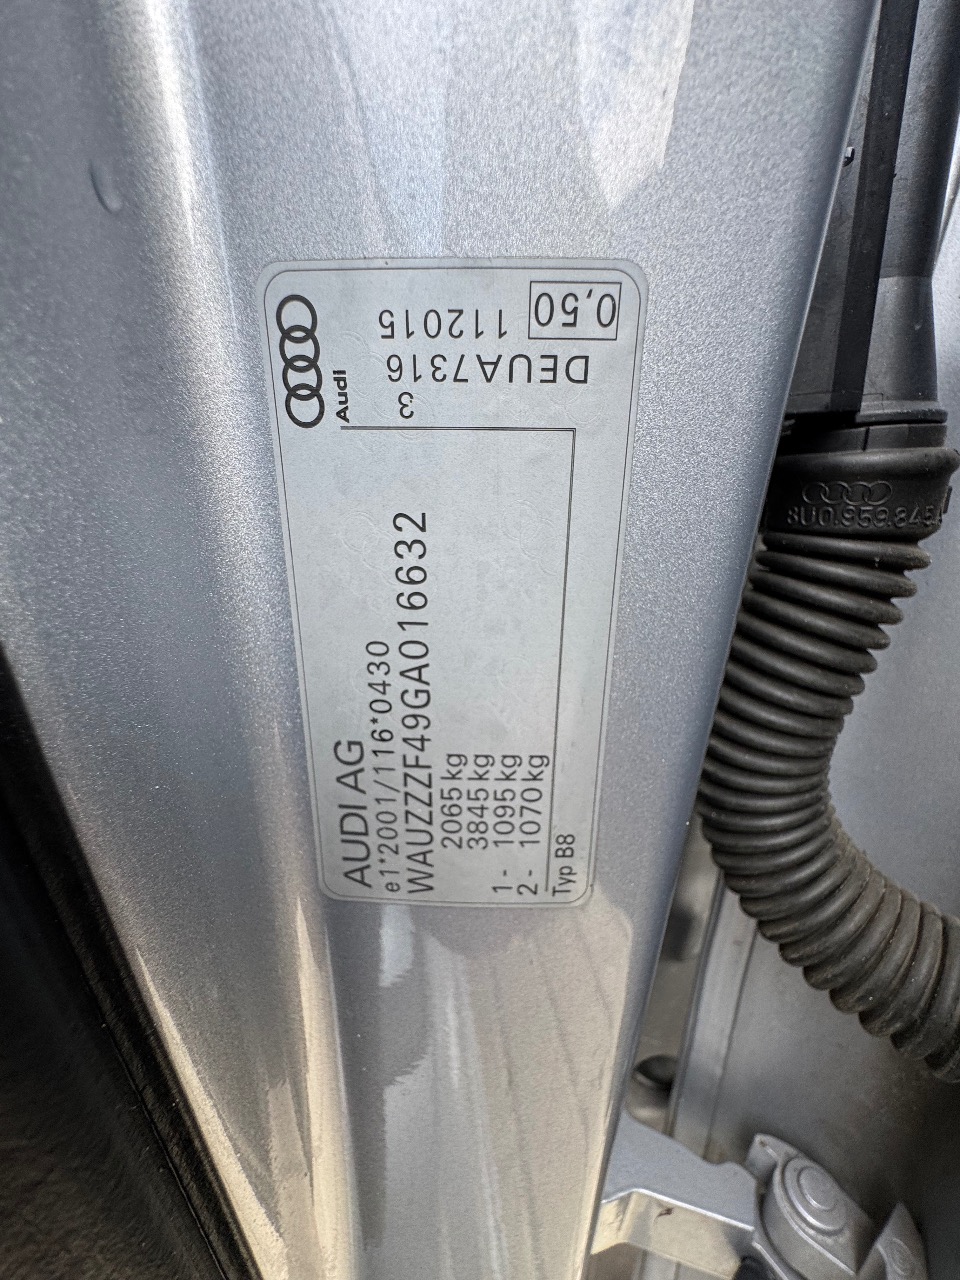 AUDI AG
e1*2001/116*0430
WAUZZZF49GA016632
2065 kg
3845 kg
1 - 1095 kg
2 - 1070 kg
Typ B8
Audi
0,50
112015
DEUA7316
3
8U0.959.845